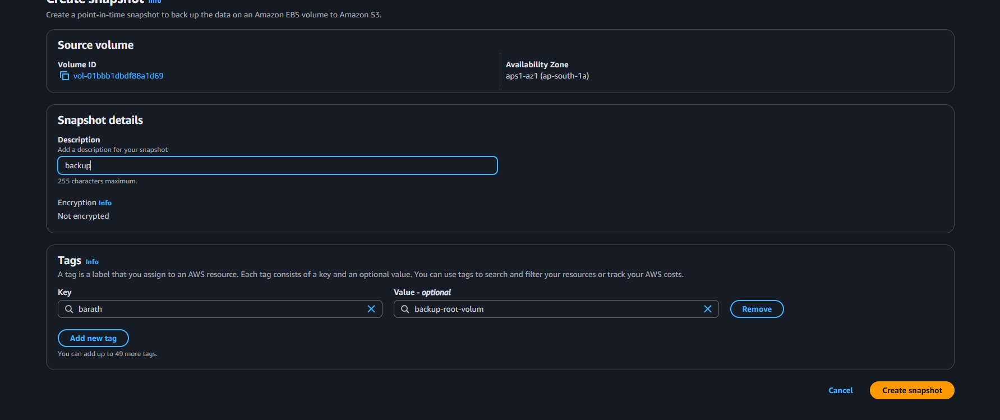 Create snapshot Info
Create a point-in-time snapshot to back up the data on an Amazon EBS volume to Amazon S3.
Source volume
Volume ID
vol-01bbb1dbdf88a1d69
Availability Zone
aps1-az1 (ap-south-1a)
Snapshot details
Description
Add a description for your snapshot
backup
255 characters maximum.
Encryption Info
Not encrypted
Tags Info
A tag is a label that you assign to an AWS resource. Each tag consists of a key and an optional value. You can use tags to search and filter your resources or track your AWS costs.
Key
Value - optional
barath
backup-root-volum
Remove
Add new tag
You can add up to 49 more tags.
Cancel
Create snapshot